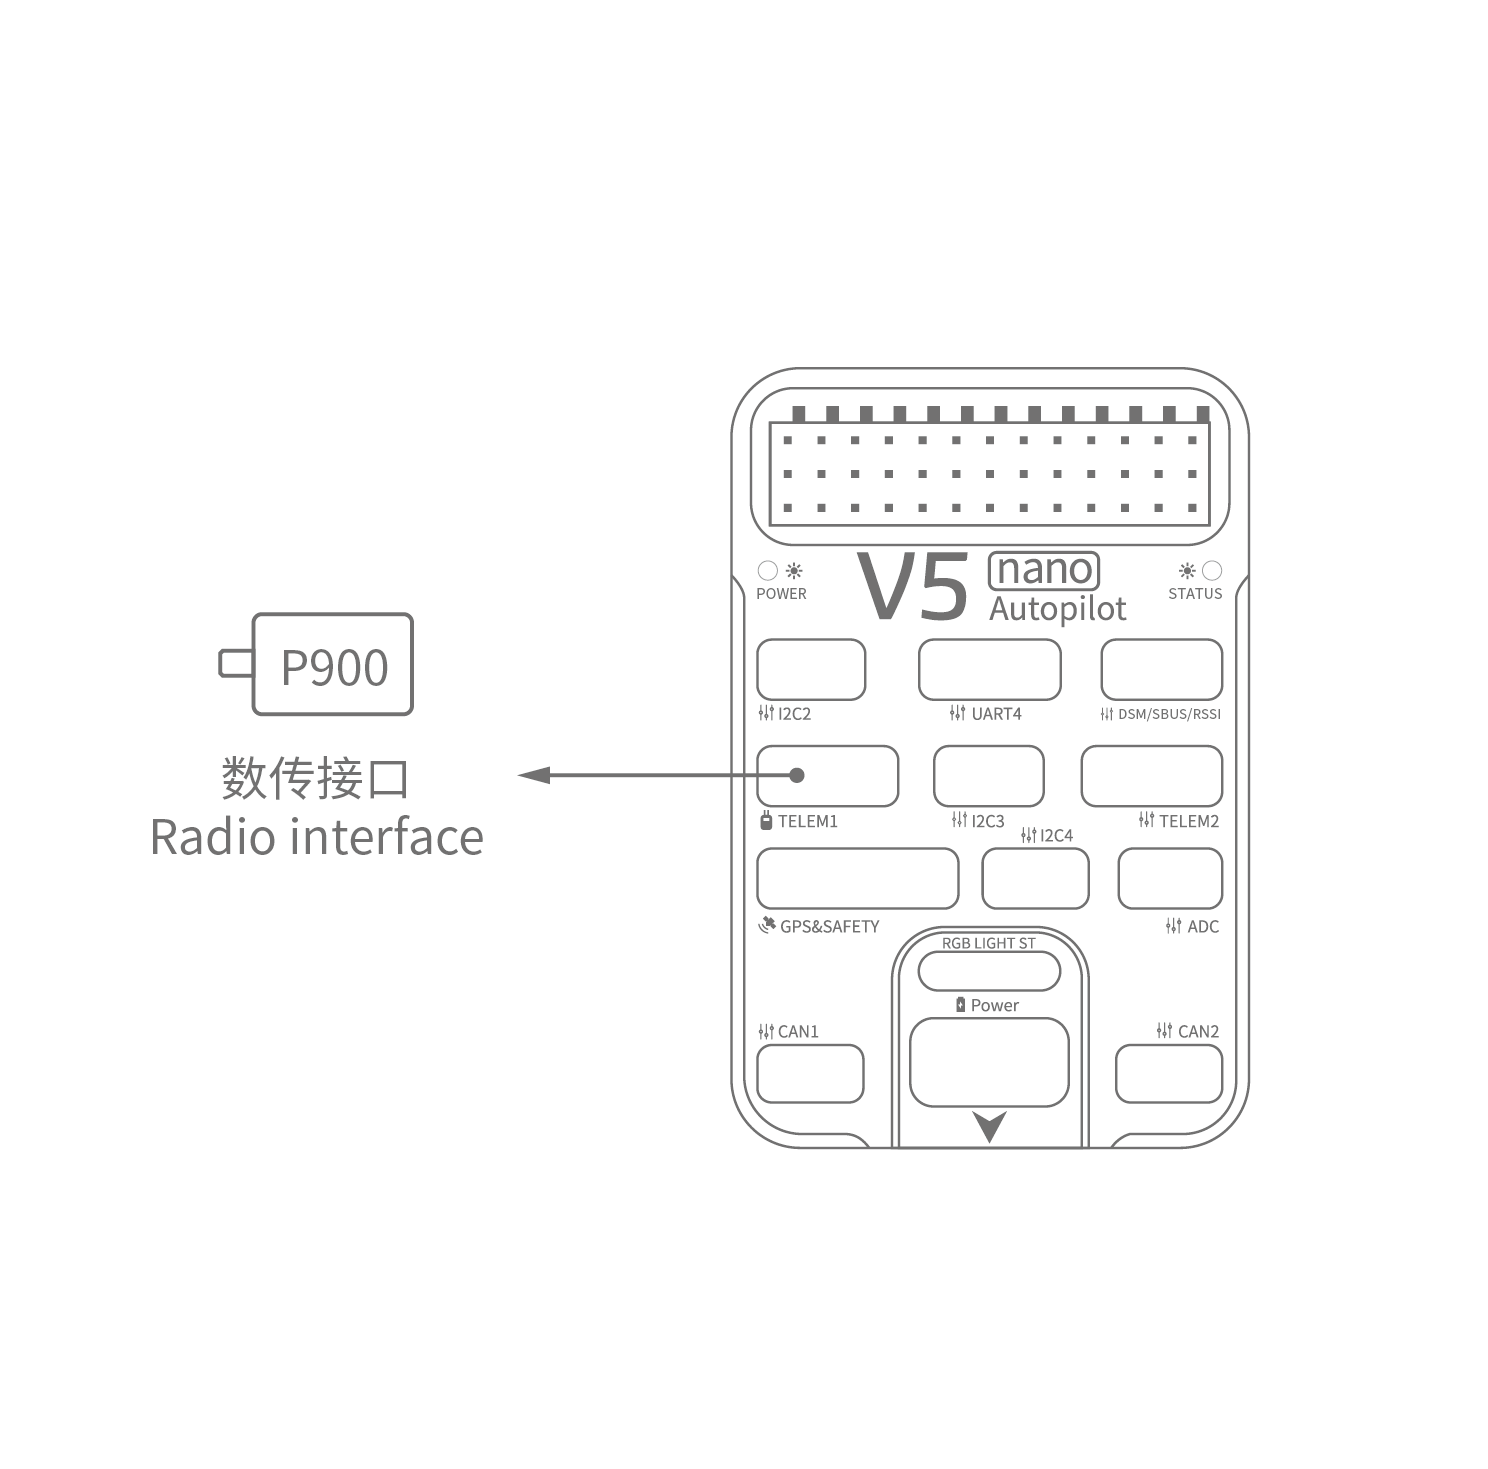 P900
数传接口
Radio interface
V5 nano
Autopilot
POWER
STATUS
I2C2
UART4
DSM/SBUS/RSSI
TELEM1
I2C3
TELEM2
I2C4
GPS&SAFETY
ADC
RGB LIGHT ST
Power
CAN1
CAN2